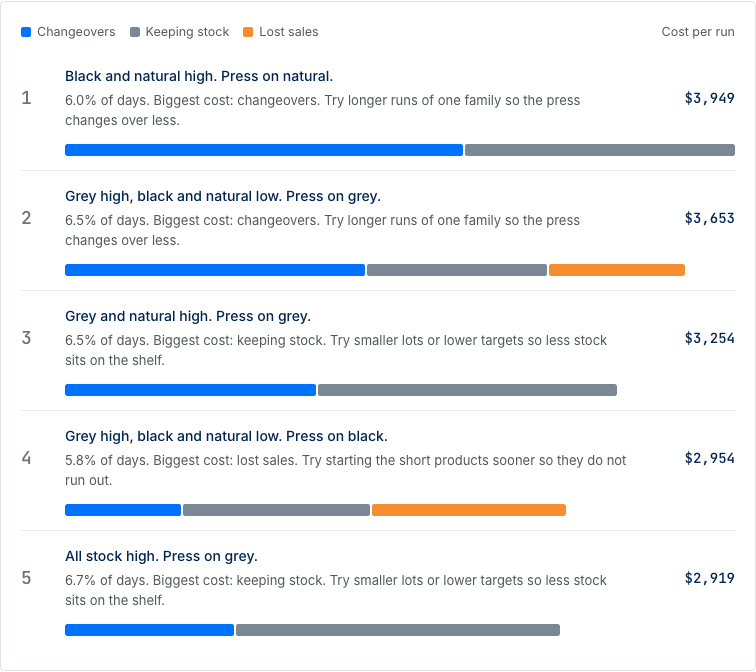 Changeovers Keeping stock Lost sales Cost per run
1
Black and natural high. Press on natural.
6.0% of days. Biggest cost: changeovers. Try longer runs of one family so the press
changes over less.
$3,949
2
Grey high, black and natural low. Press on grey.
6.5% of days. Biggest cost: changeovers. Try longer runs of one family so the press
changes over less.
$3,653
3
Grey and natural high. Press on grey.
6.5% of days. Biggest cost: keeping stock. Try smaller lots or lower targets so less stock
sits on the shelf.
$3,254
4
Grey high, black and natural low. Press on black.
5.8% of days. Biggest cost: lost sales. Try starting the short products sooner so they do not
run out.
$2,954
5
All stock high. Press on grey.
6.7% of days. Biggest cost: keeping stock. Try smaller lots or lower targets so less stock
sits on the shelf.
$2,919